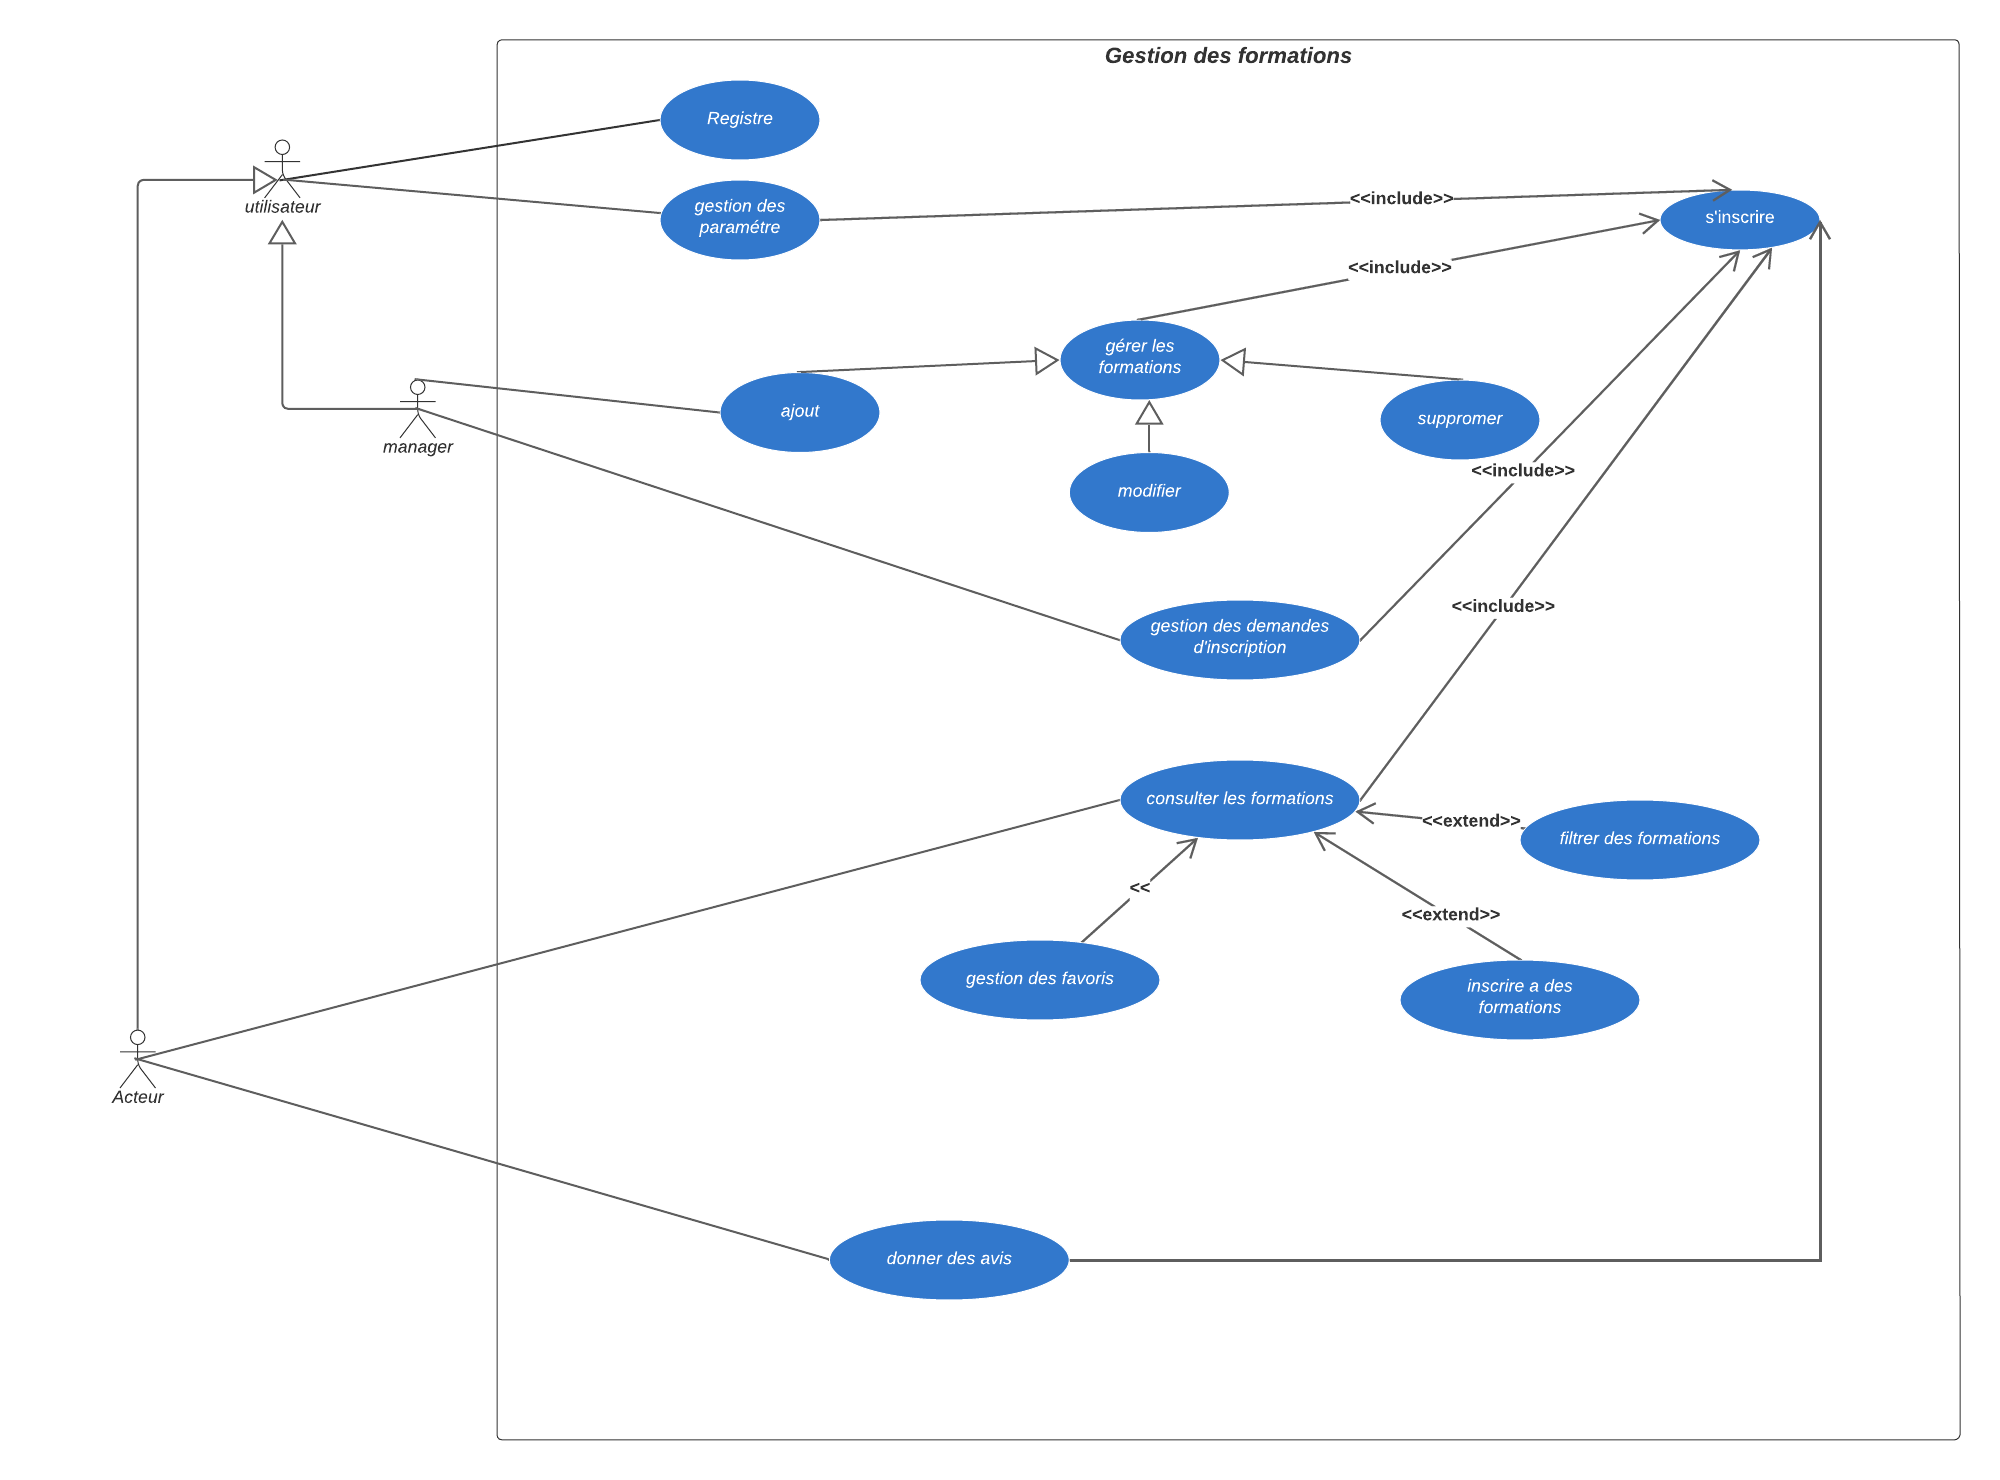 Gestion des formations
Registre
utilisateur
gestion des
paramétre
<<include>>
s'inscrire
<<include>>
gérer les
formations
manager
ajout
suppromer
modifier
<<include>>
<<include>>
gestion des demandes
d'inscription
consulter les formations
<<extend>>
filtrer des formations
<<
<<extend>>
gestion des favoris
inscrire a des
formations
Acteur
donner des avis